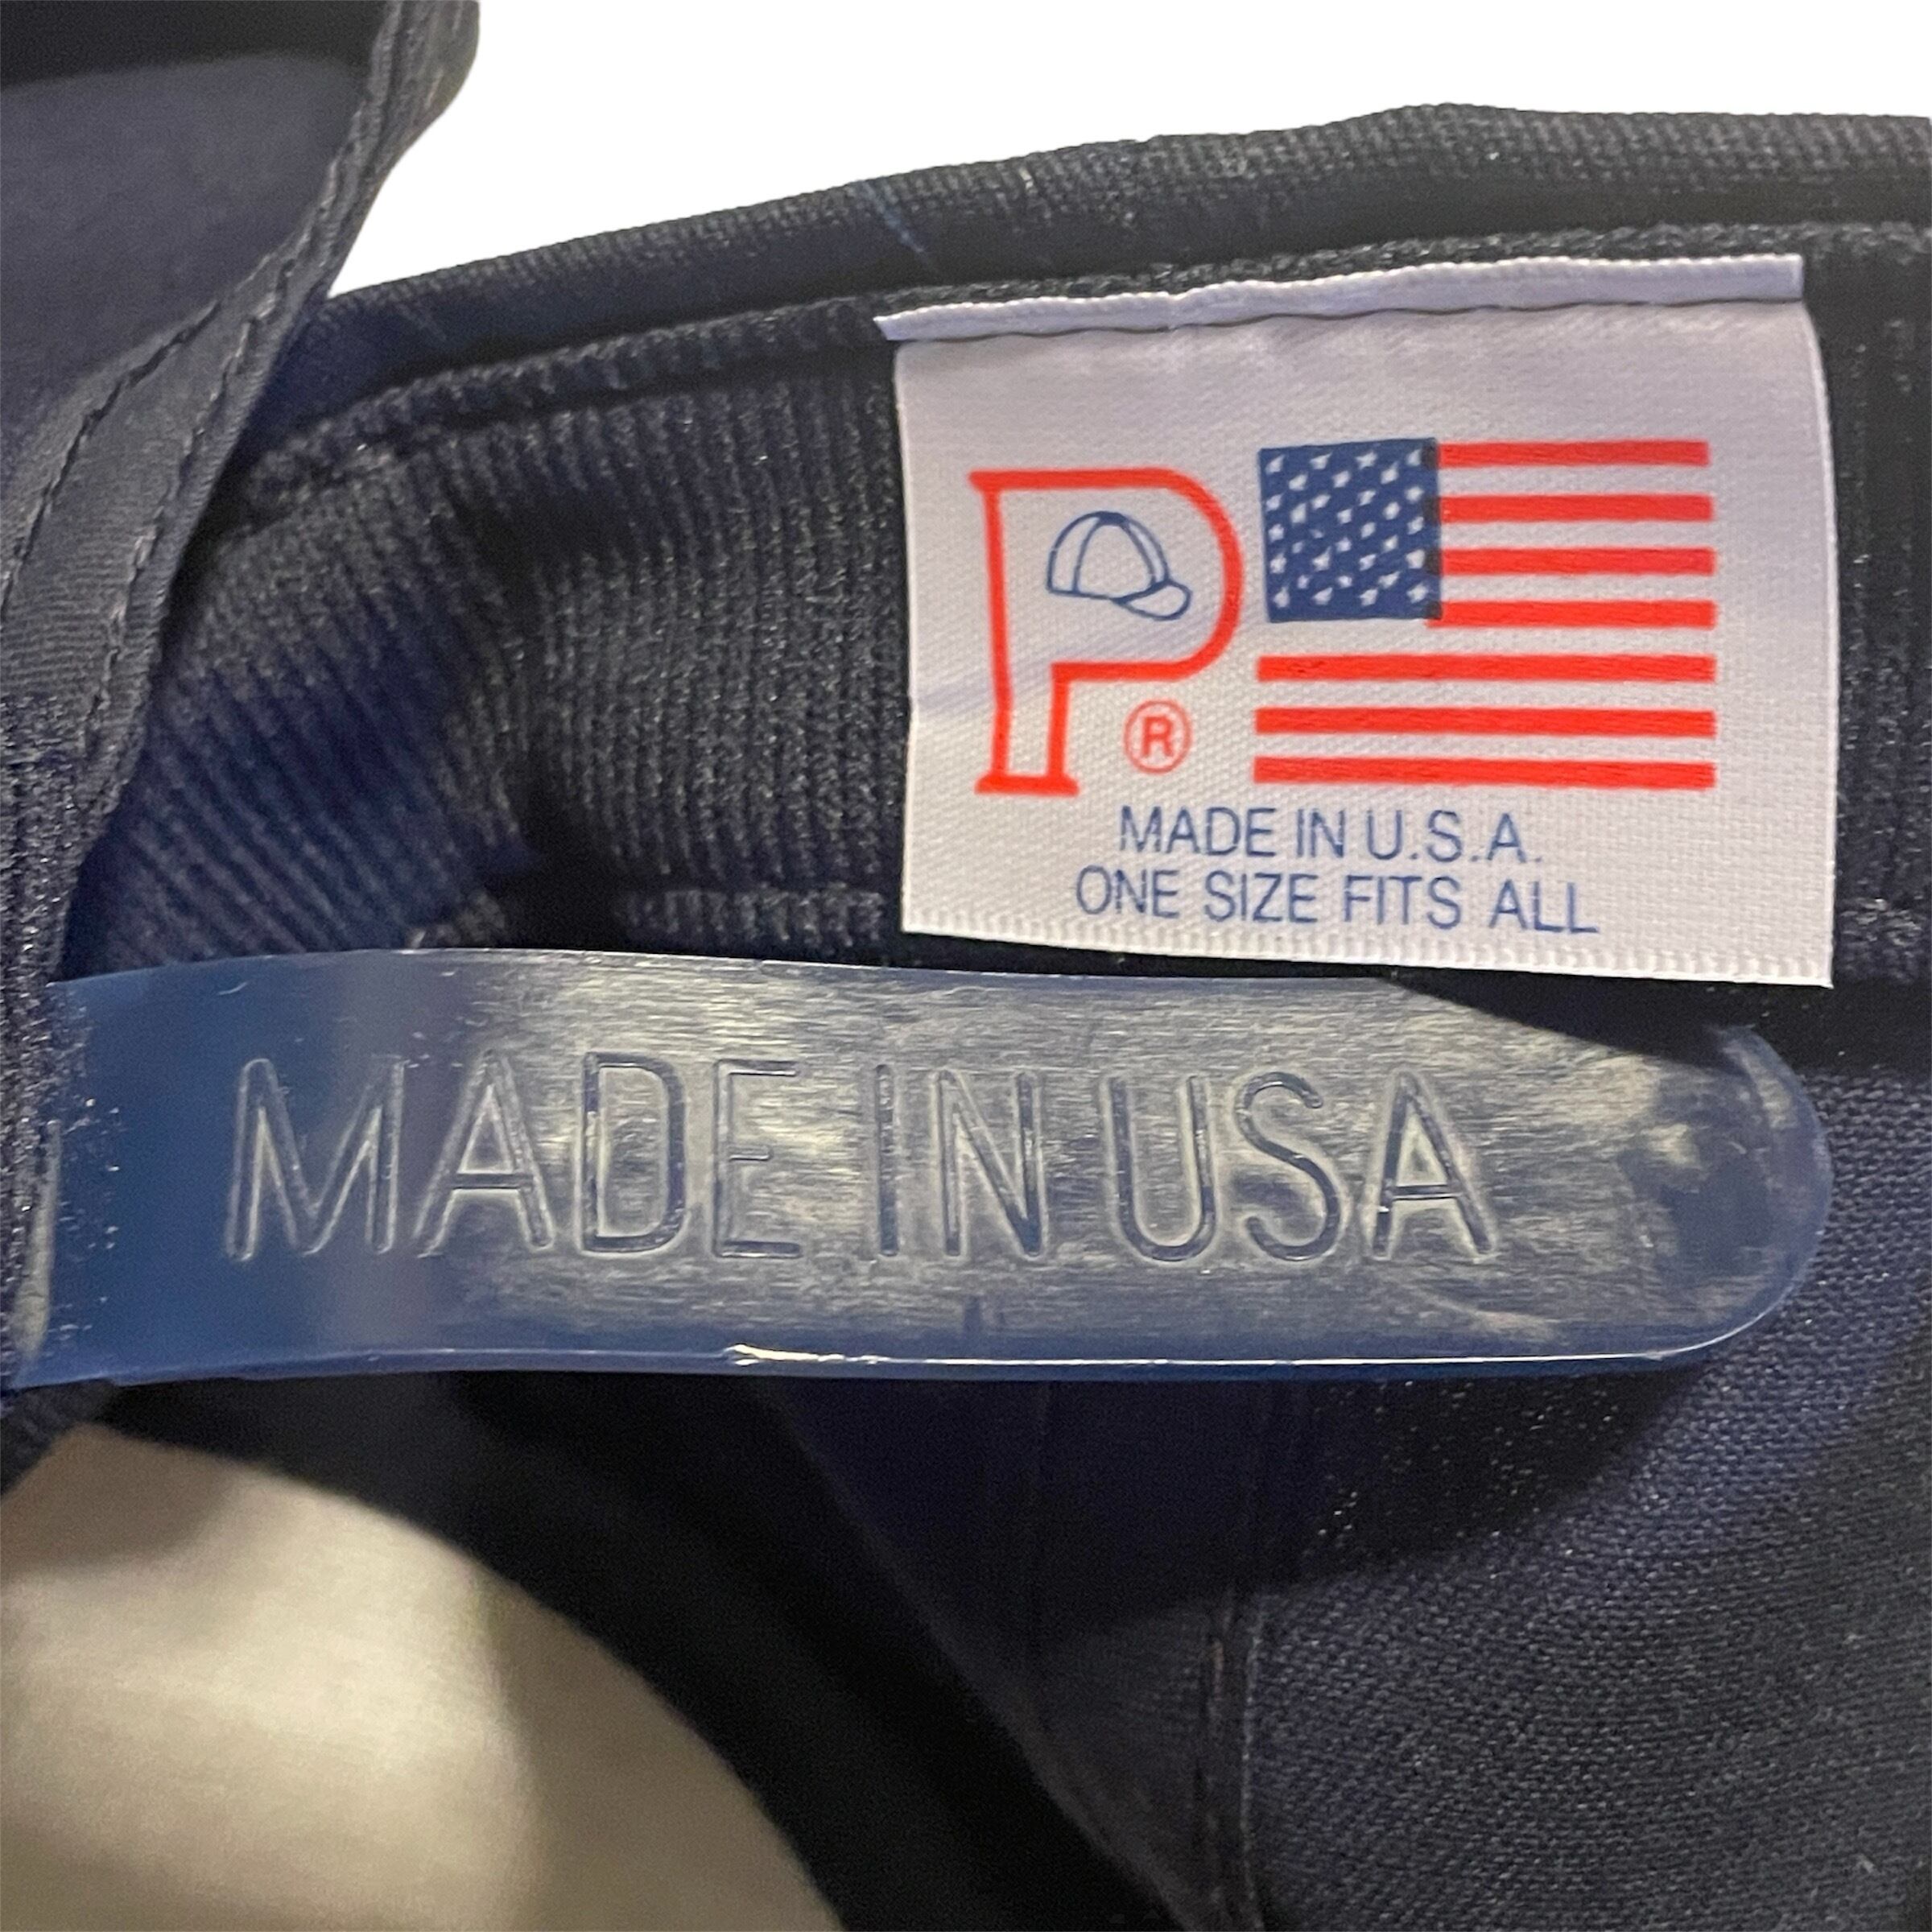 P
®
MADE IN U.S.A.
ONE SIZE FITS ALL
MADE IN USA